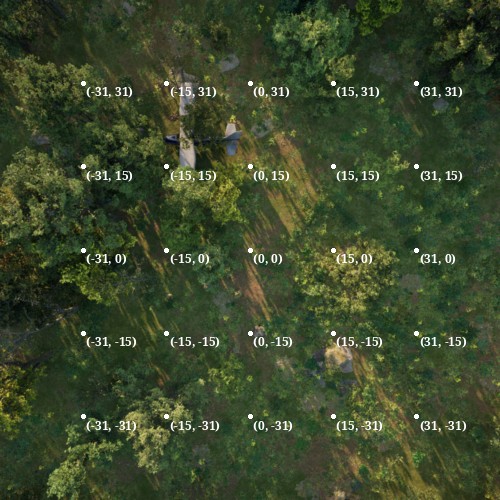 (-31, 31) (-15, 31) (0, 31) (15, 31) (31, 31)
(-31, 15) (-15, 15) (0, 15) (15, 15) (31, 15)
(-31, 0) (-15, 0) (0, 0) (15, 0) (31, 0)
(-31, -15) (-15, -15) (0, -15) (15, -15) (31, -15)
(-31, -31) (-15, -31) (0, -31) (15, -31) (31, -31)